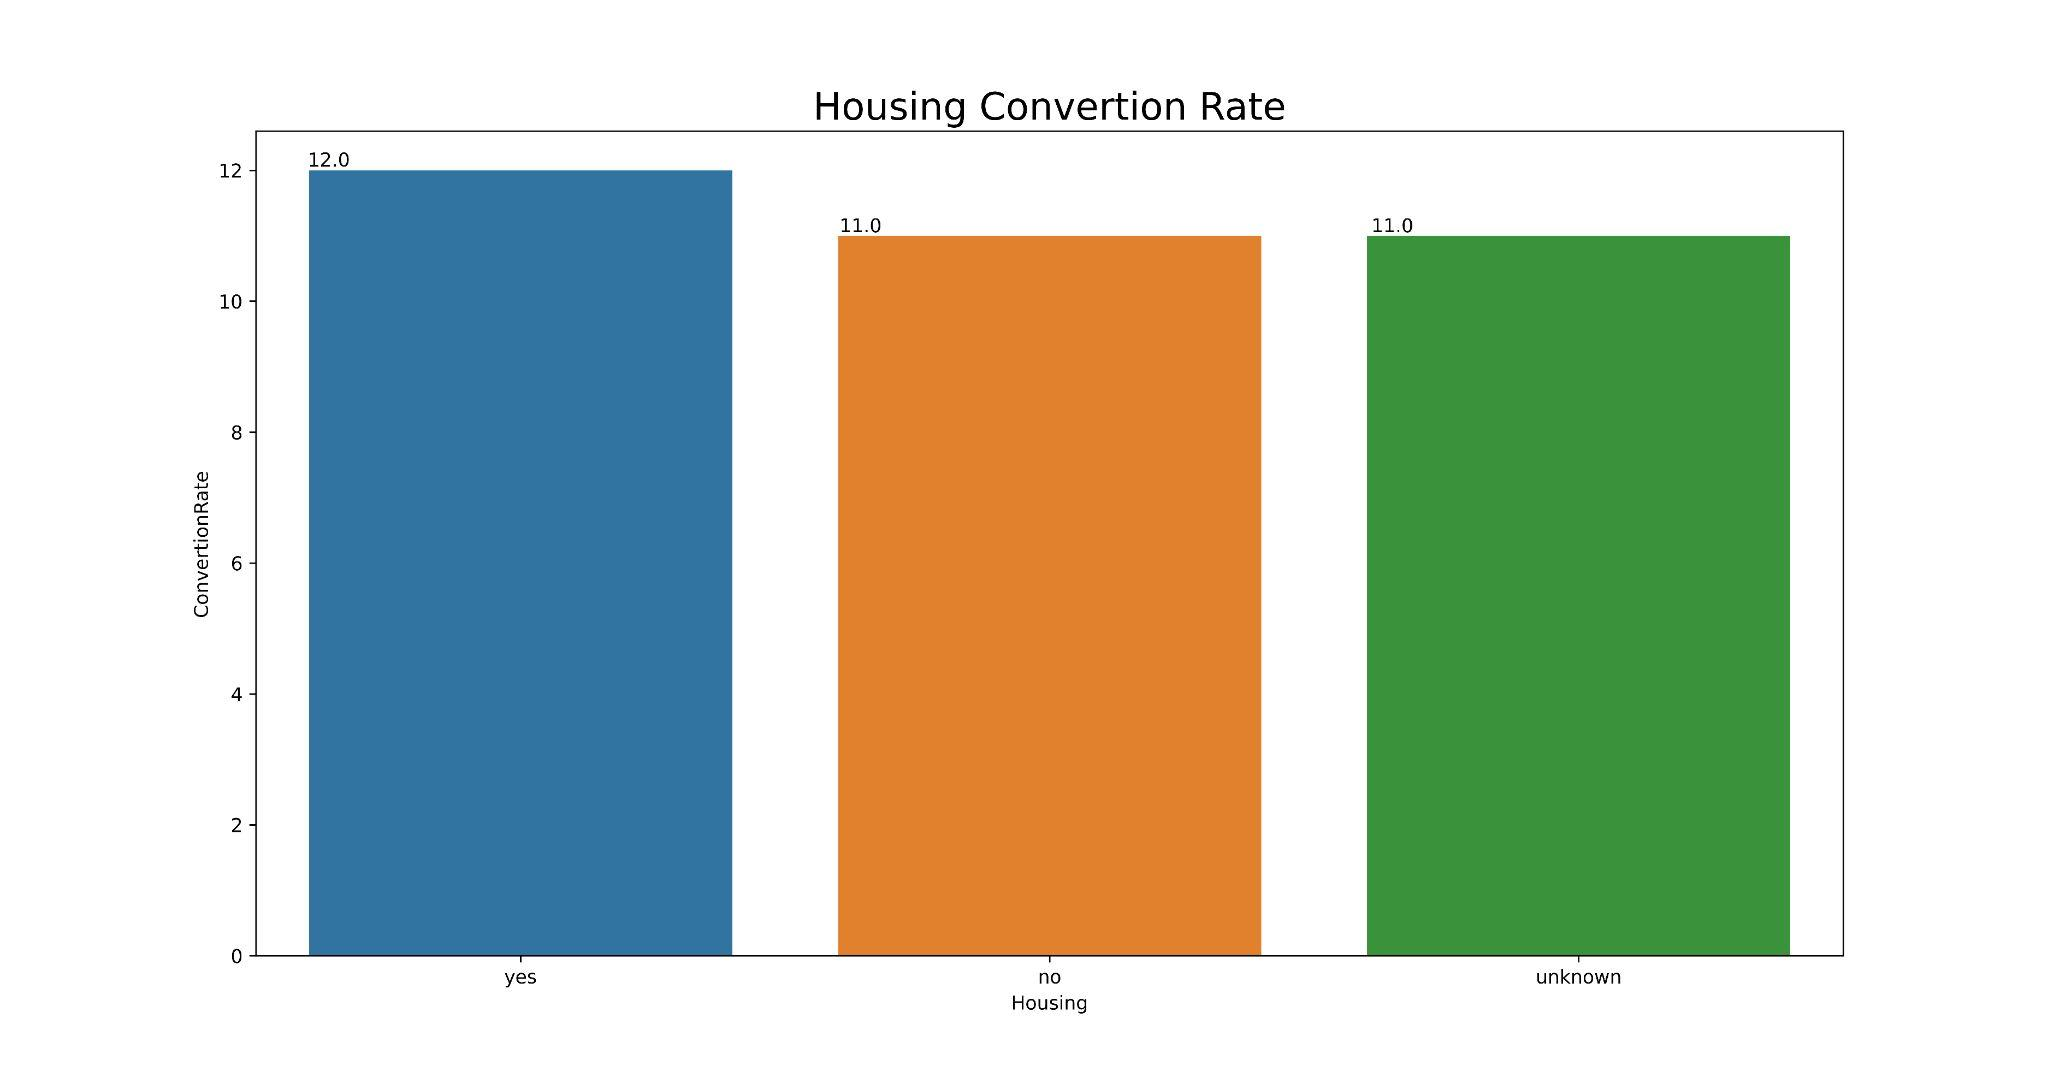 Housing Convertion Rate
12.0
11.0
11.0
12
10
8
6
4
2
0
ConvertionRate
yes
no
unknown
Housing